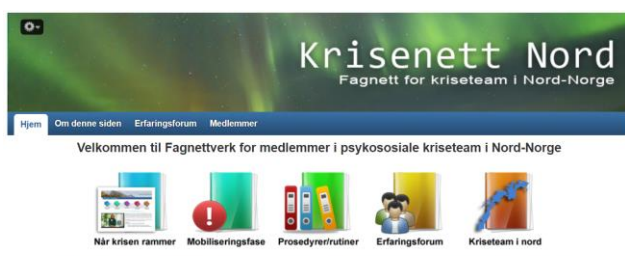 Krisenett Nord
Fagnett for kriseteam i Nord-Norge
Hjem Om denne siden Erfaringsforum Medlemmer
Velkommen til Fagnettverk for medlemmer i psykososiale kriseteam i Nord-Norge
Når krisen rammer Mobiliseringsfase Prosedyrer/rutiner Erfaringsforum Kriseteam i nord